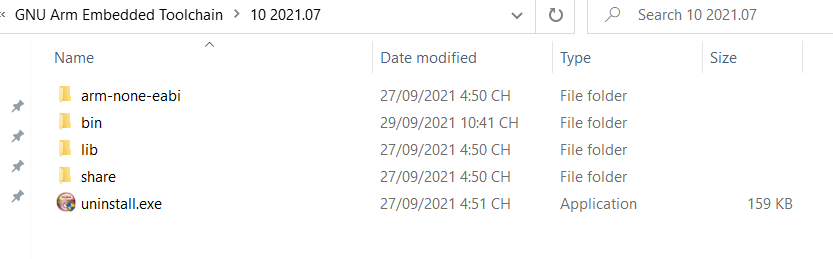 « GNU Arm Embedded Toolchain > 10 2021.07 Search 10 2021.07
Name Date modified Type Size
arm-none-eabi 27/09/2021 4:50 CH File folder
bin 29/09/2021 10:41 CH File folder
lib 27/09/2021 4:50 CH File folder
share 27/09/2021 4:50 CH File folder
uninstall.exe 27/09/2021 4:51 CH Application 159 KB